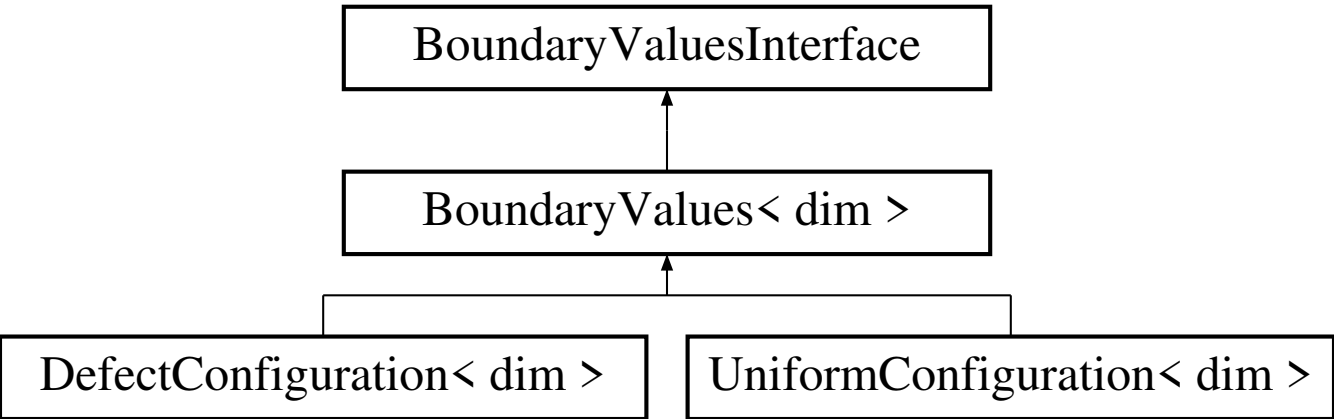 BoundaryValuesInterface
BoundaryValues< dim >
DefectConfiguration< dim >
UniformConfiguration< dim >